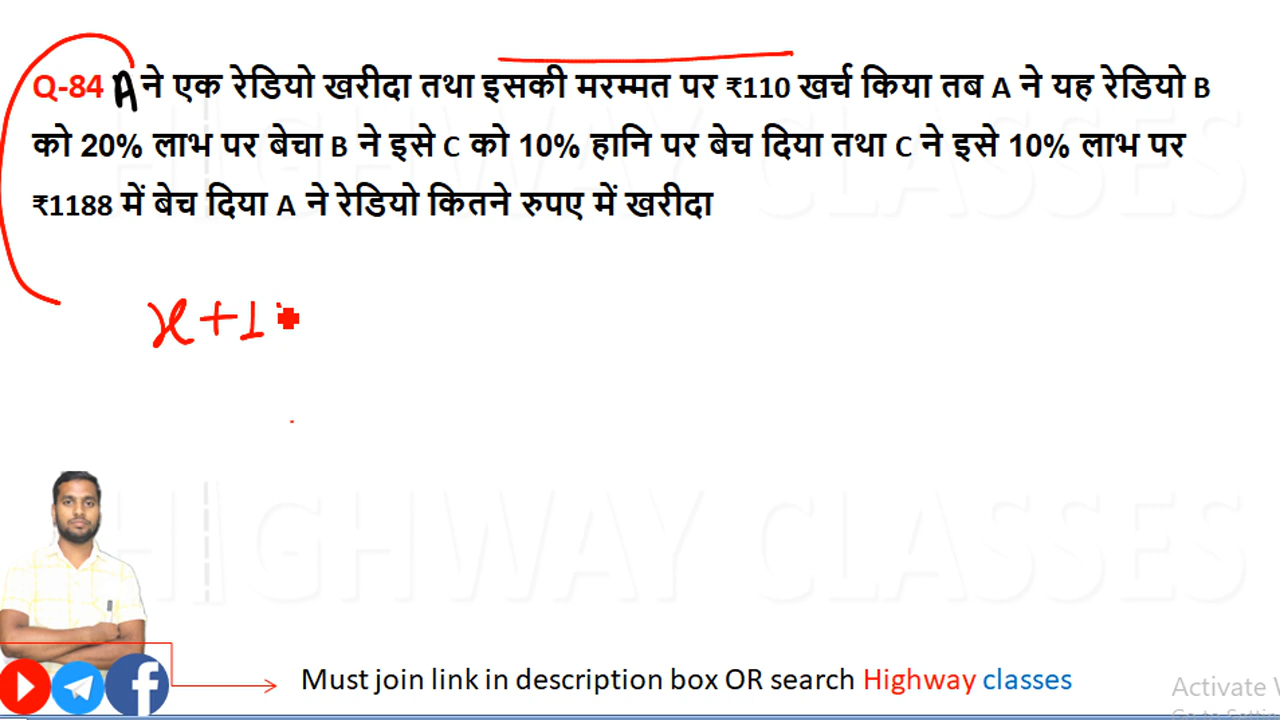 Q-84 A ने एक रेडियो खरीदा तथा इसकी मरम्मत पर ₹110 खर्च किया तब A ने यह रेडियो B
को 20% लाभ पर बेचा B ने इसे C को 10% हानि पर बेच दिया तथा C ने इसे 10% लाभ पर
₹1188 में बेच दिया A ने रेडियो कितने रुपए में खरीदा
x+1
HIGHWAY CLASSES
HIGHWAY CLASSES
Must join link in description box OR search Highway classes
Activate